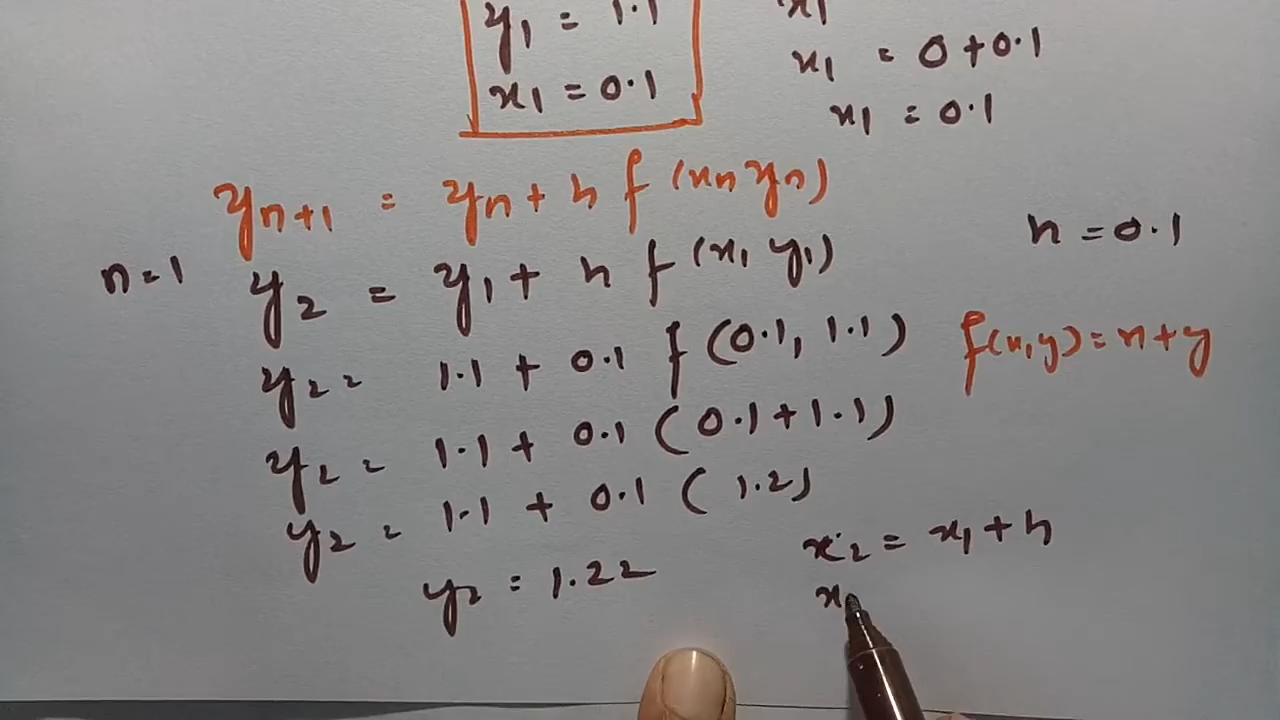 y₁ = 1.1
x₁
x₁ = 0 + 0.1
x₁ = 0.1
x₁ = 0.1
yₙ₊₁ = yₙ + h f(xₙ yₙ)
n = 1
y₂ = y₁ + h f(x₁ y₁)
h = 0.1
y₂ = 1.1 + 0.1 f(0.1, 1.1)
f(x, y) = x + y
y₂ = 1.1 + 0.1 (0.1 + 1.1)
y₂ = 1.1 + 0.1 (1.2)
y₂ = 1.22
x₂ = x₁ + h
x